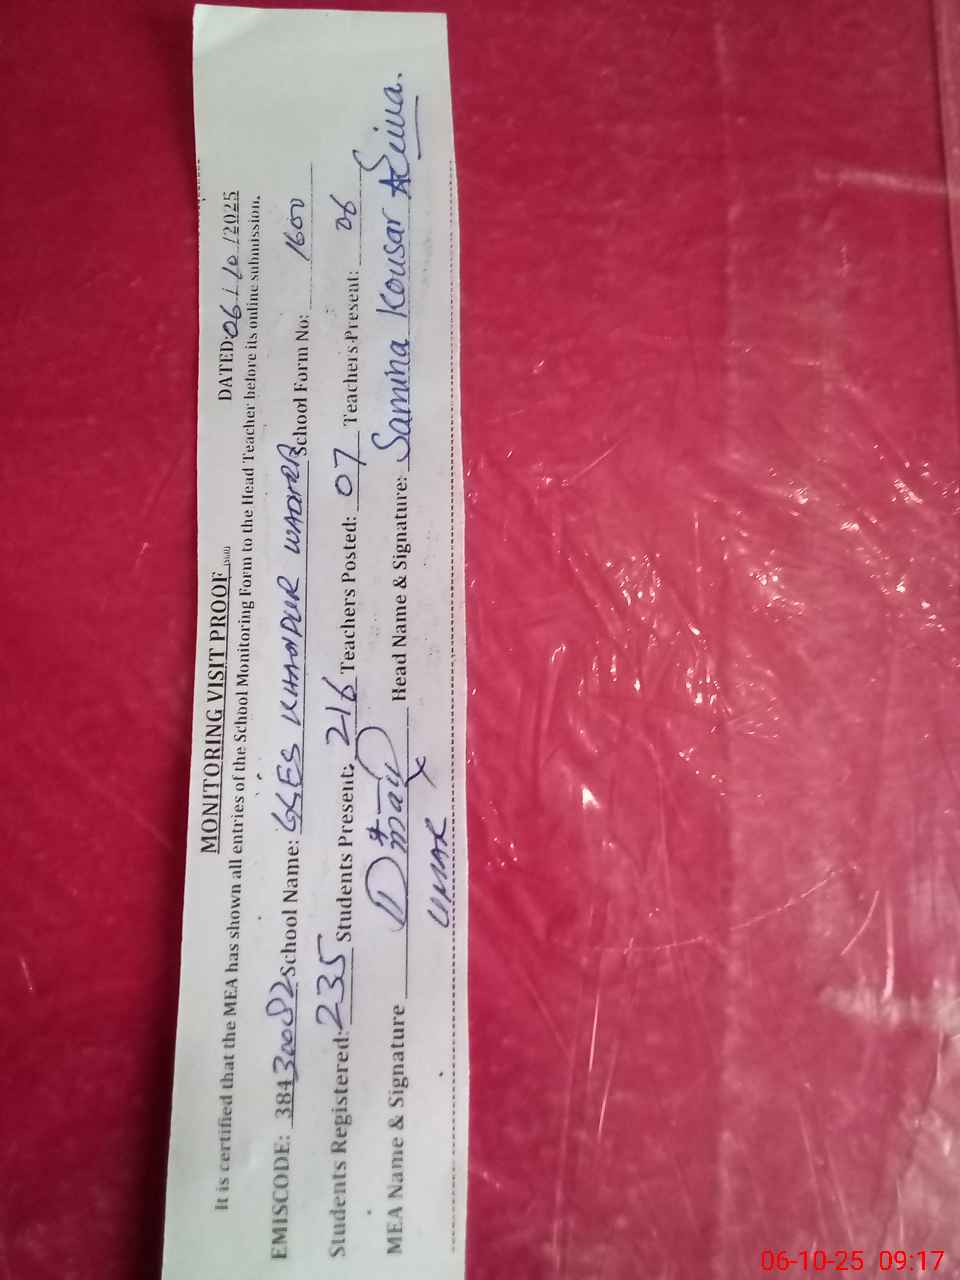 MONITORING VISIT PROOF DATED: 06/10/2025
It is certified that the MEA has shown all entries of the School Monitoring Form to the Head Teacher before its online submission.
EMISCODE: 38430082 School Name: GGES KHANPUR School Form No: 1600
Students Registered: 235 Students Present: 216 Teachers Posted: 07 Teachers Present: 06
MEA Name & Signature Head Name & Signature: Samina Kousar
UMAR
06-10-25 09:17